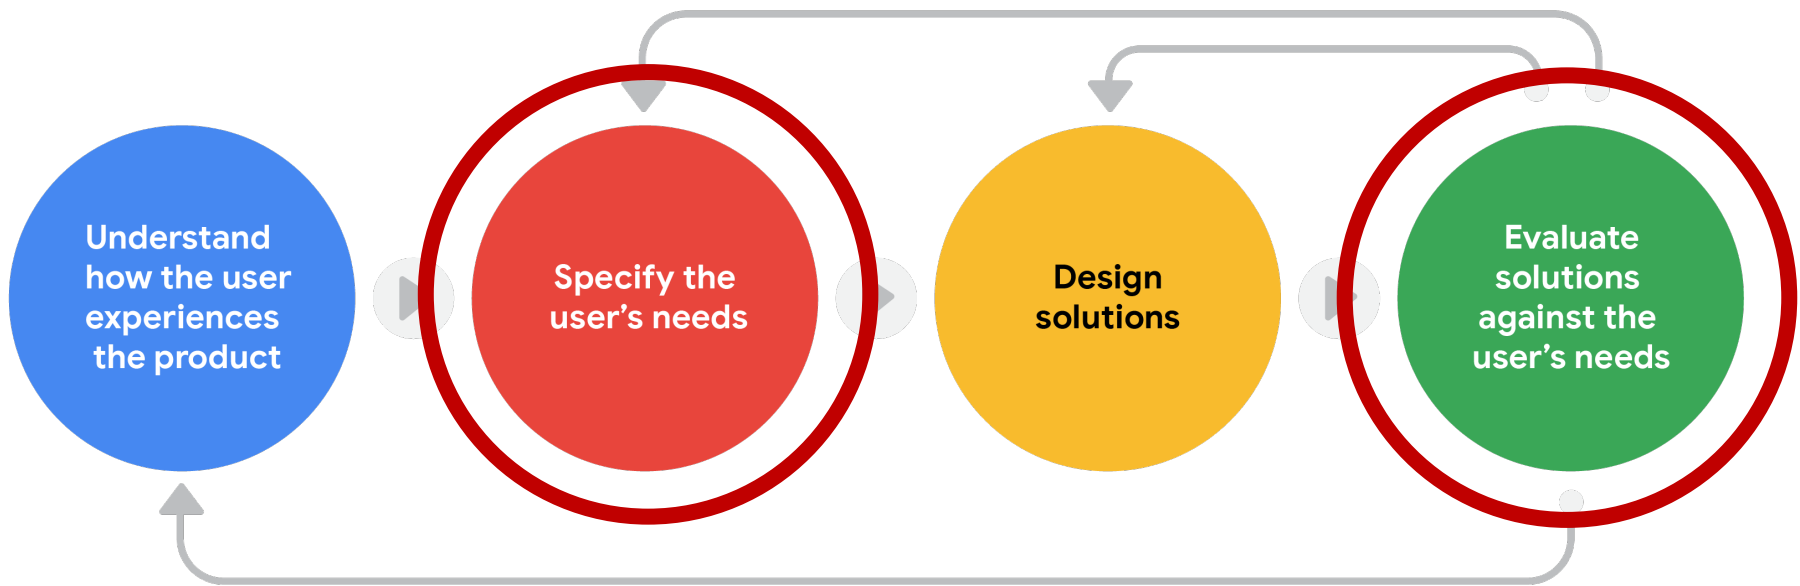 Understand
how the user
experiences
the product
Specify the
user’s needs
Design
solutions
Evaluate
solutions
against the
user’s needs